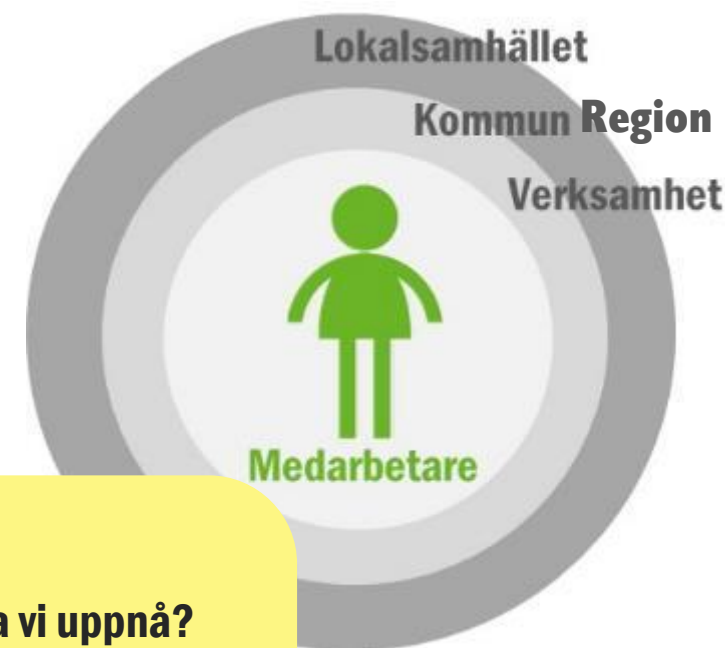 Lokalsamhället
Kommun Region
Verksamhet
Medarbetare
a vi uppnå?